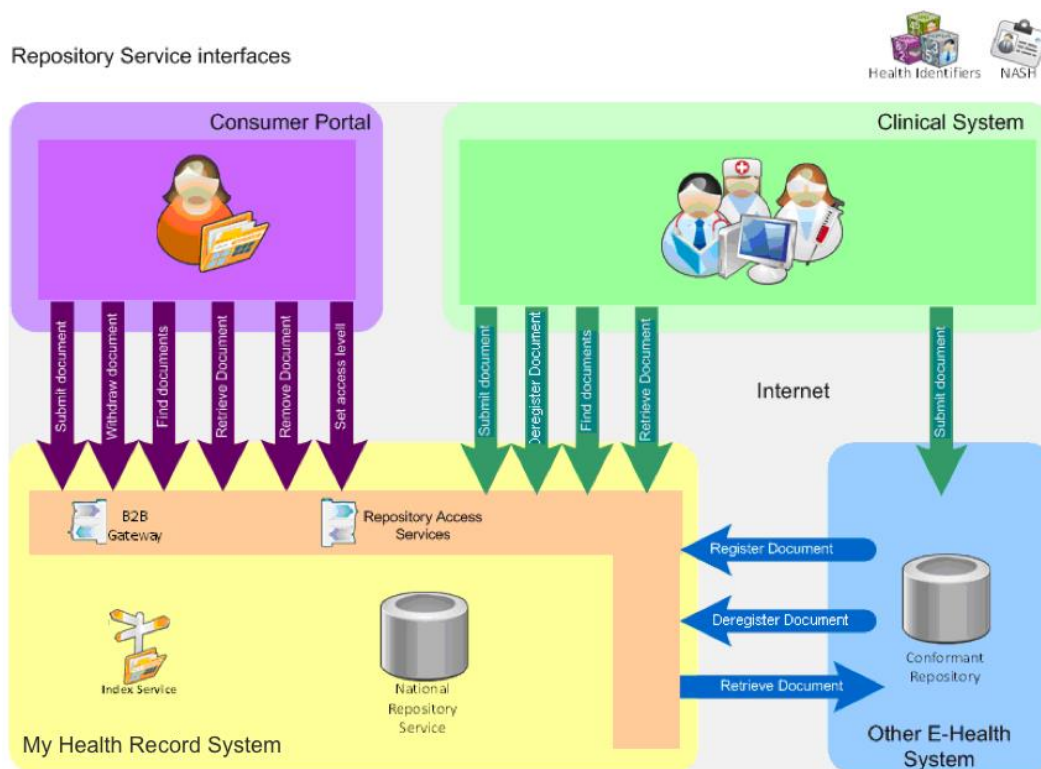 Repository Service interfaces
Health Identifiers
NASH
Consumer Portal
Clinical System
Submit document
Withdraw document
Find documents
Retrieve Document
Remove Document
Set access levell
Submit document
Deregister Document
Find documents
Retrieve Document
Internet
Submit document
B2B
Gateway
Repository Access
Services
Register Document
Deregister Document
Retrieve Document
Conformant
Repository
Index Service
National
Repository
Service
My Health Record System
Other E-Health
System